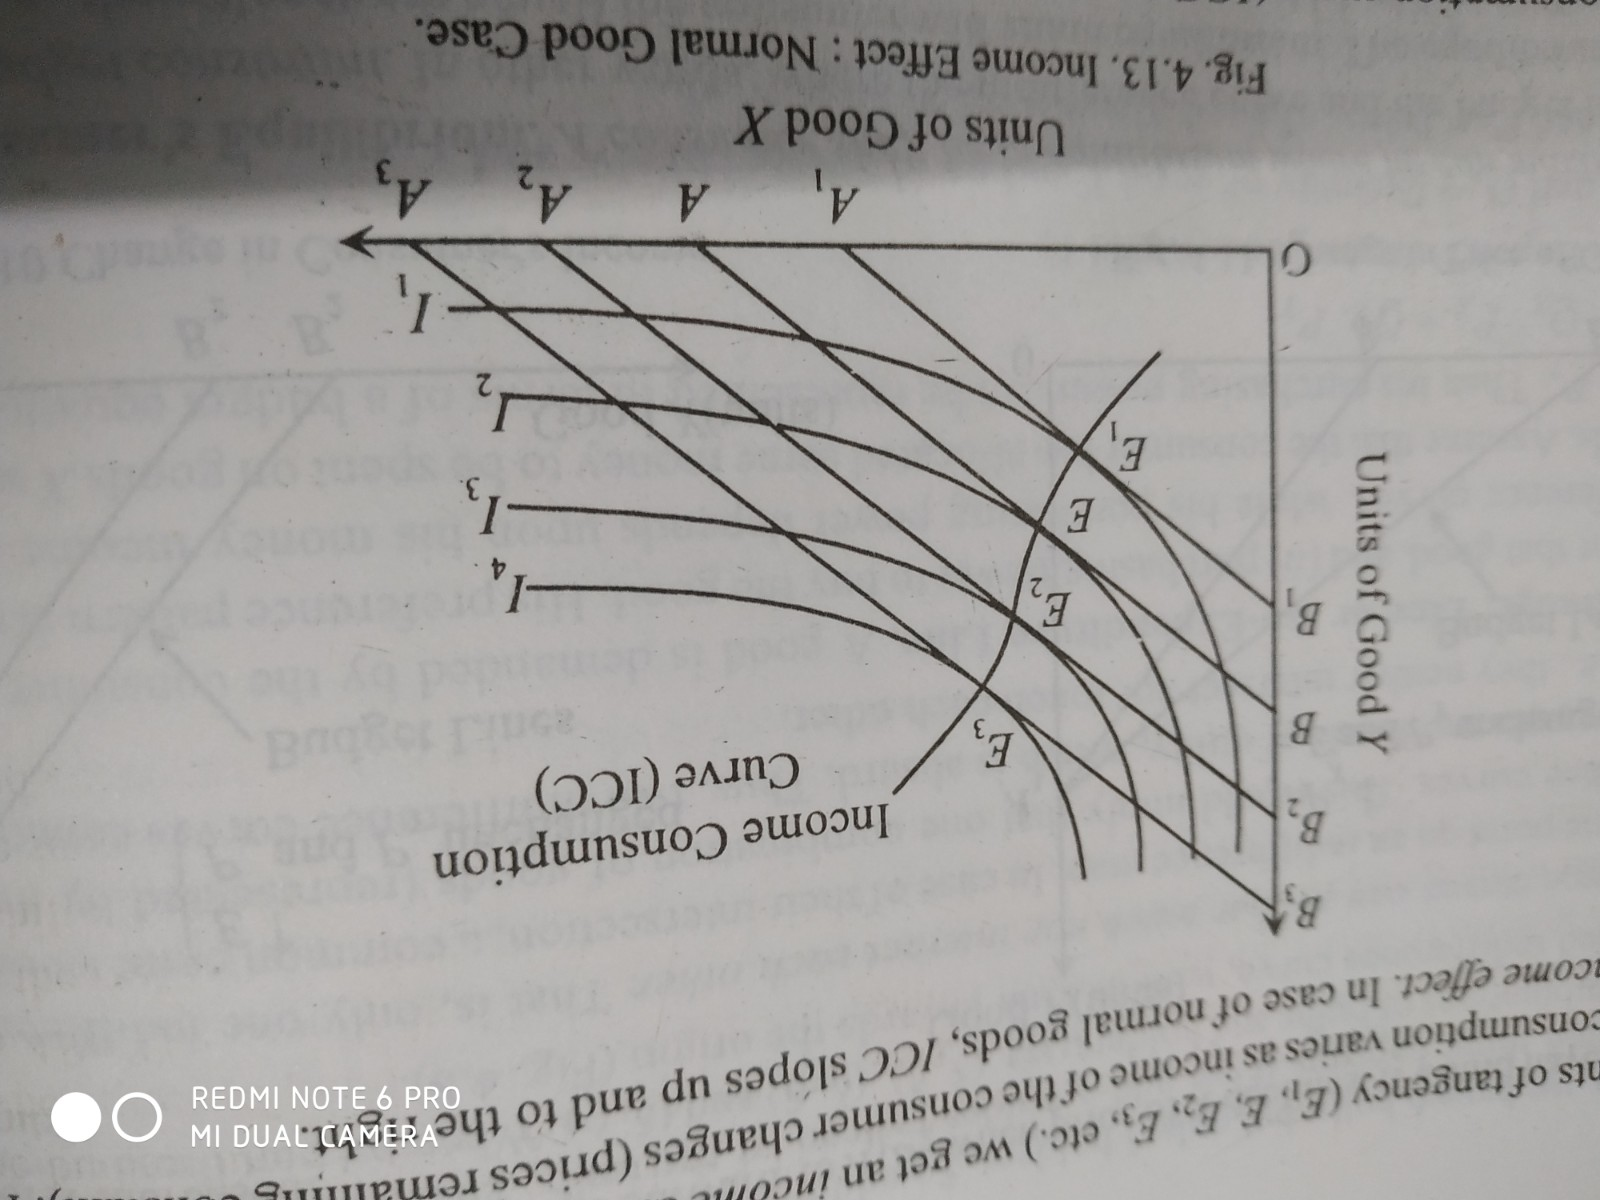 nts of tangency (E₁, E, E₂, E₃, etc.) we get an income
consumption varies as income of the consumer changes (prices remaining
income effect. In case of normal goods, ICC slopes up and to the right.
B₃
B₂
B
B₁
Units of Good Y
Income Consumption
Curve (ICC)
E₃
E₂
E
E₁
I₄
I₃
I₂
I₁
O
A₁
A
A₂
A₃
Units of Good X
Fig. 4.13. Income Effect : Normal Good Case.
REDMI NOTE 6 PRO
MI DUAL CAMERA